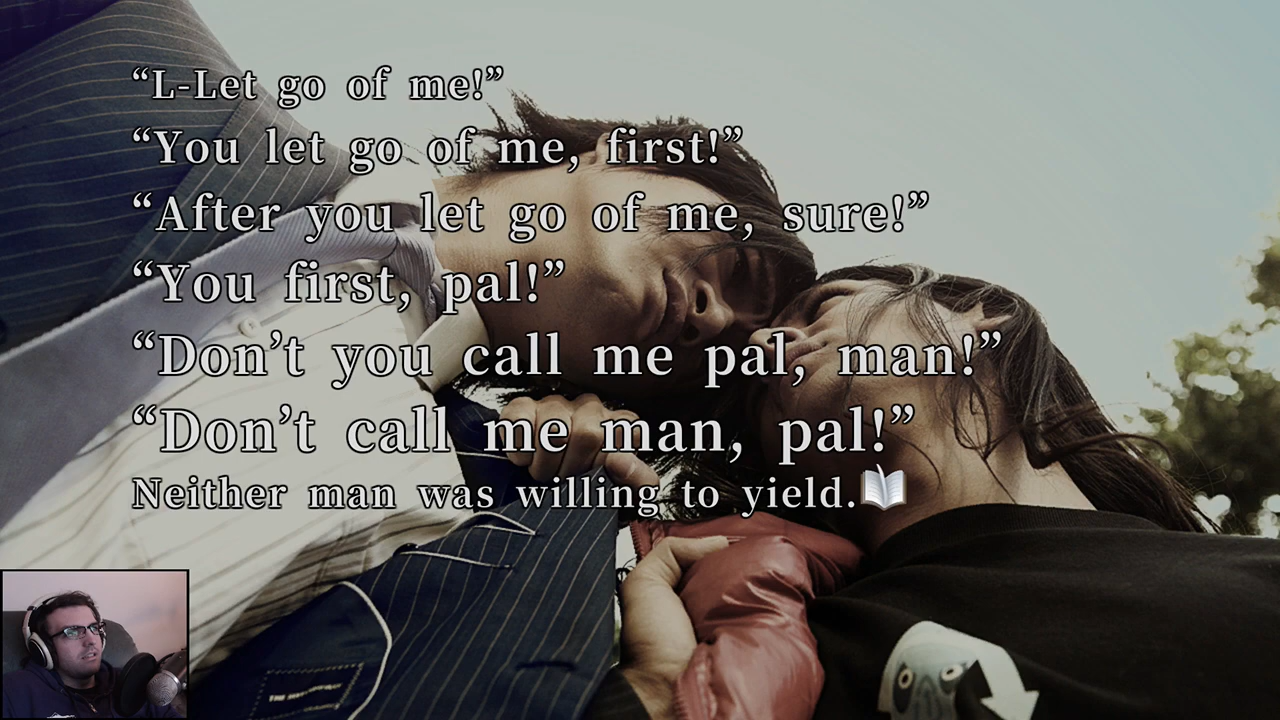 “L-Let go of me!”
“You let go of me, first!”
“After you let go of me, sure!”
“You first, pal!”
“Don’t you call me pal, man!”
“Don’t call me man, pal!”
Neither man was willing to yield.